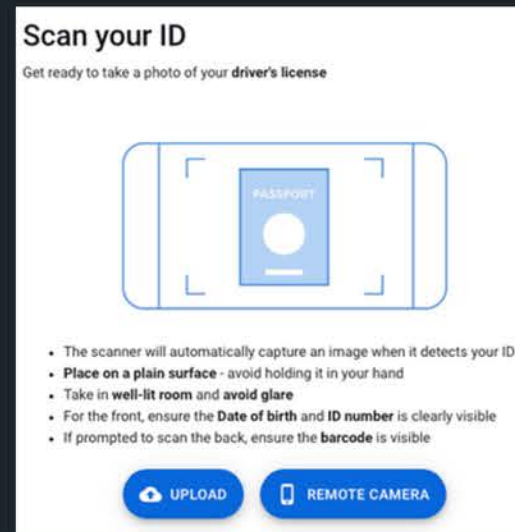 Scan your ID
Get ready to take a photo of your driver's license
PASSPORT
The scanner will automatically capture an image when it detects your ID
Place on a plain surface - avoid holding it in your hand
Take in well-lit room and avoid glare
For the front, ensure the Date of birth and ID number is clearly visible
If prompted to scan the back, ensure the barcode is visible
UPLOAD
REMOTE CAMERA